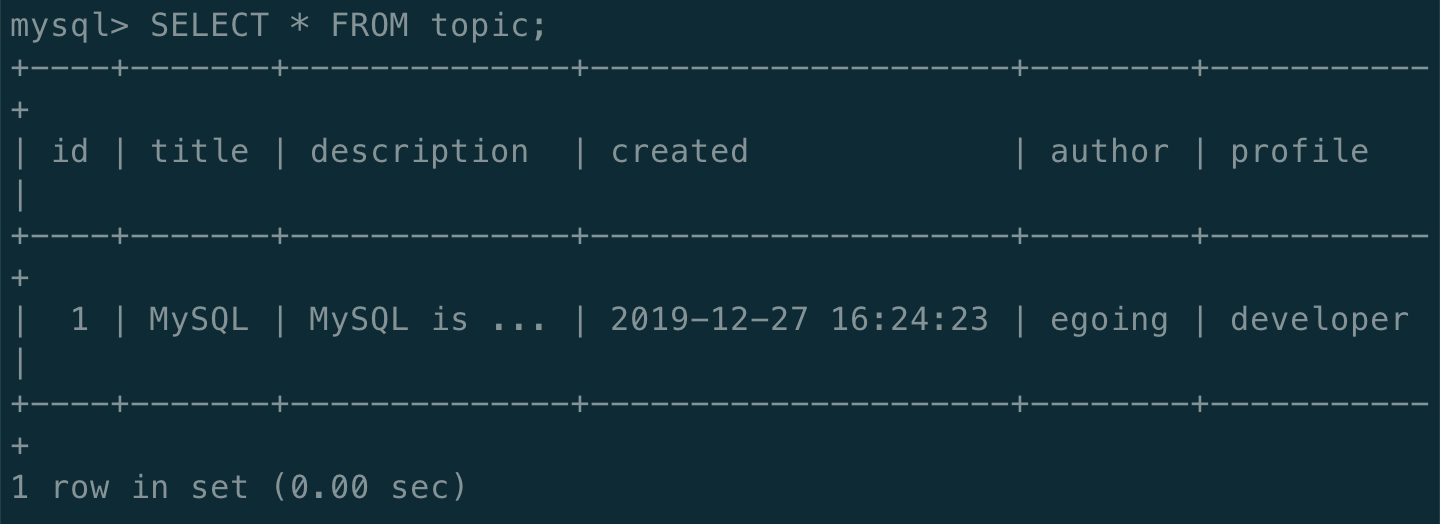 mysql> SELECT * FROM topic;
+----+-------+--------------+---------------------+--------+-----------
+
| id | title | description  | created             | author | profile   
|
+----+-------+--------------+---------------------+--------+-----------
+
|  1 | MySQL | MySQL is ... | 2019-12-27 16:24:23 | egoing | developer 
|
+----+-------+--------------+---------------------+--------+-----------
+
1 row in set (0.00 sec)